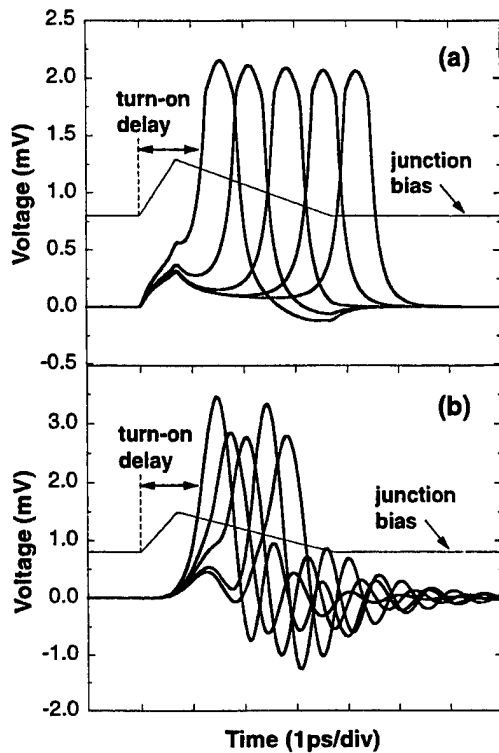 (a)
2.5
2.0
1.5
1.0
0.5
0.0
-0.5
Voltage (mV)
turn-on
delay
junction
bias
(b)
3.0
2.0
1.0
0.0
-1.0
-2.0
Voltage (mV)
turn-on
delay
junction
bias
Time (1ps/div)